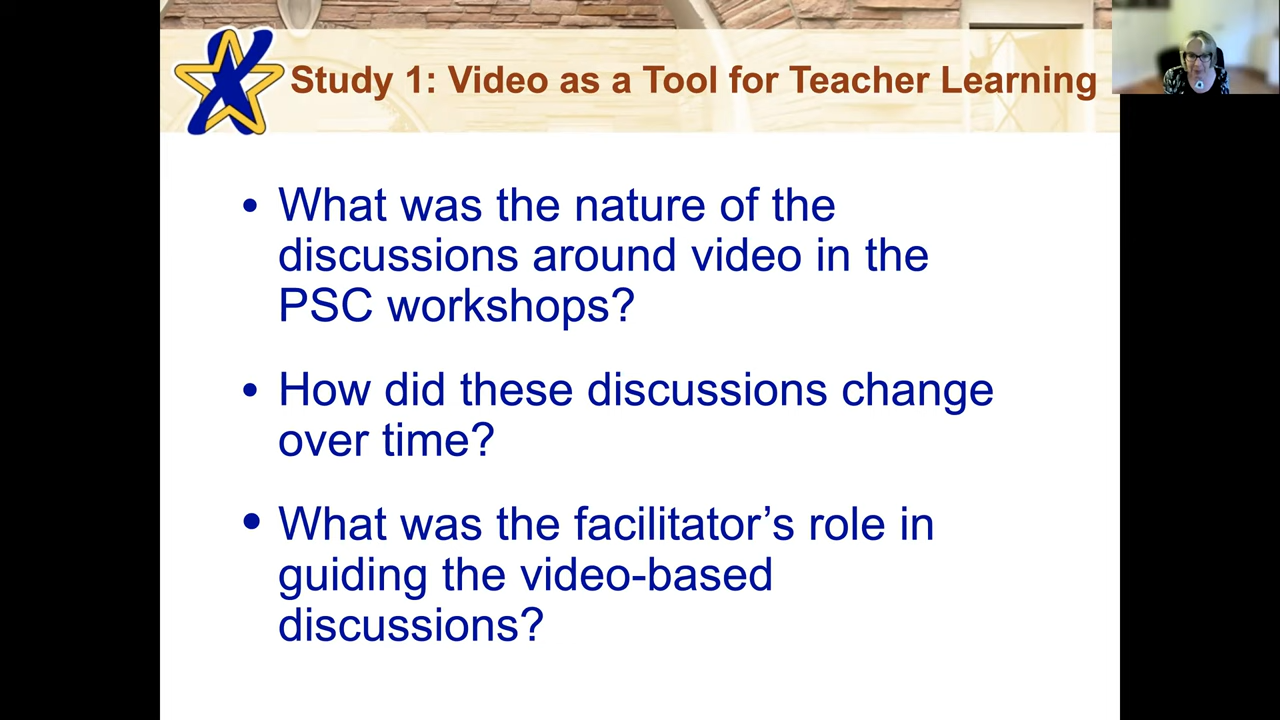 Study 1: Video as a Tool for Teacher Learning
• What was the nature of the
discussions around video in the
PSC workshops?
• How did these discussions change
over time?
• What was the facilitator’s role in
guiding the video-based
discussions?